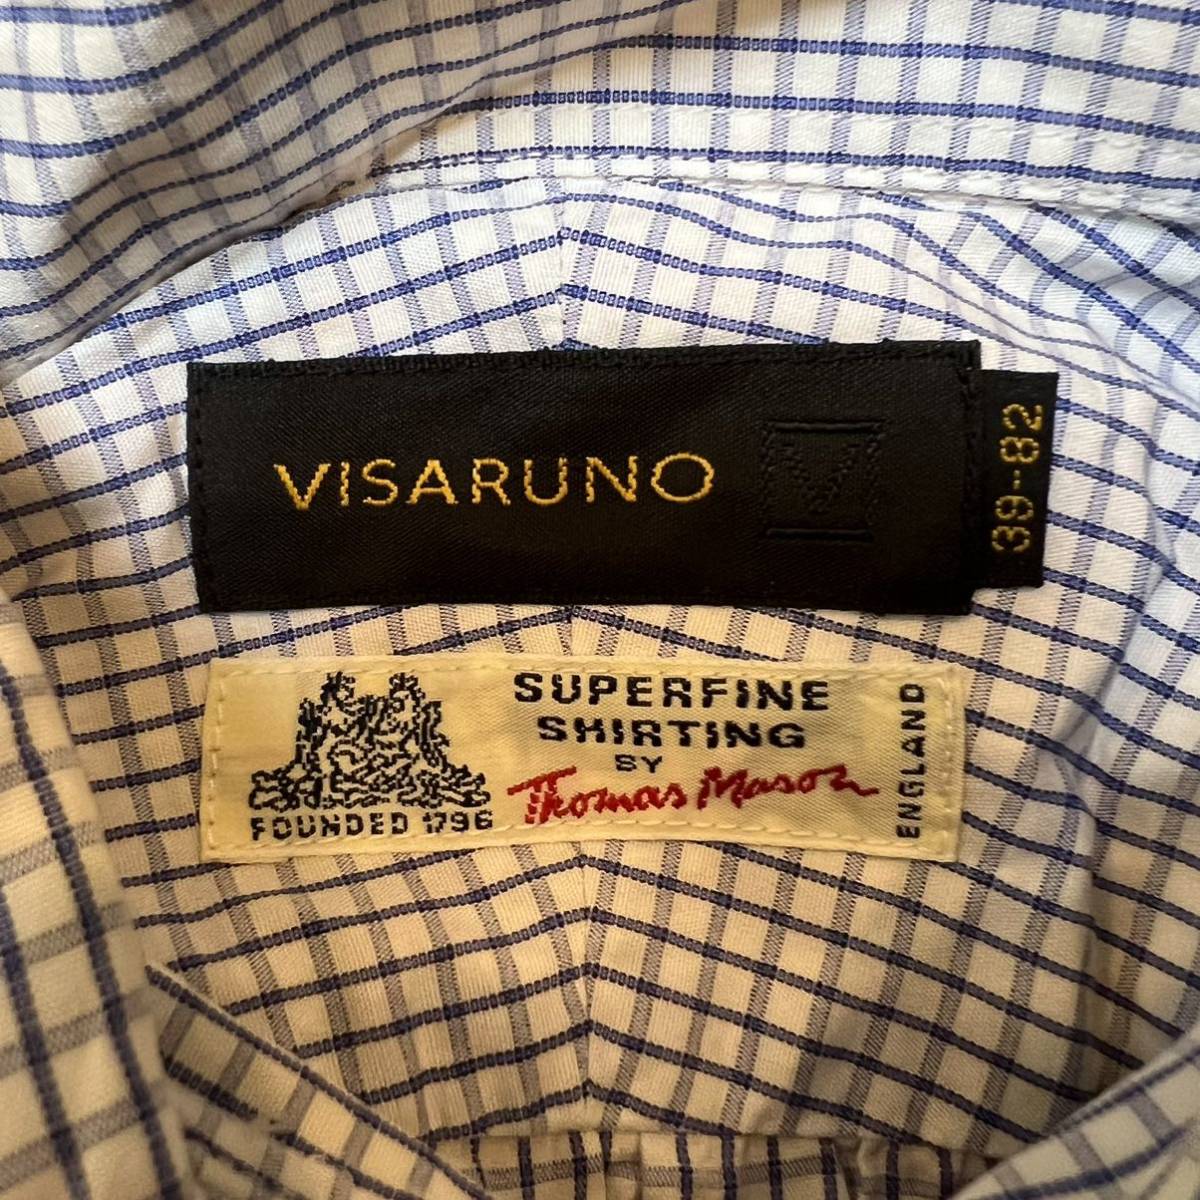 VISARUNO
V
39-82
SUPERFINE
SHIRTING
BY
Thomas Mason
FOUNDED 1796
ENGLAND